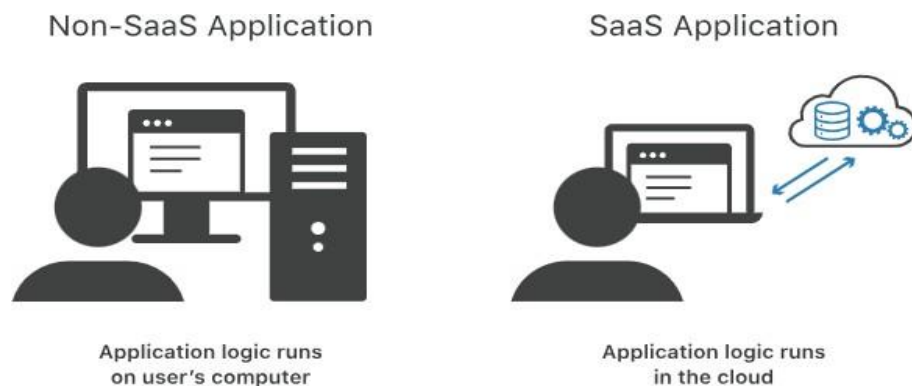 Non-SaaS Application
SaaS Application
Application logic runs
on user's computer
Application logic runs
in the cloud